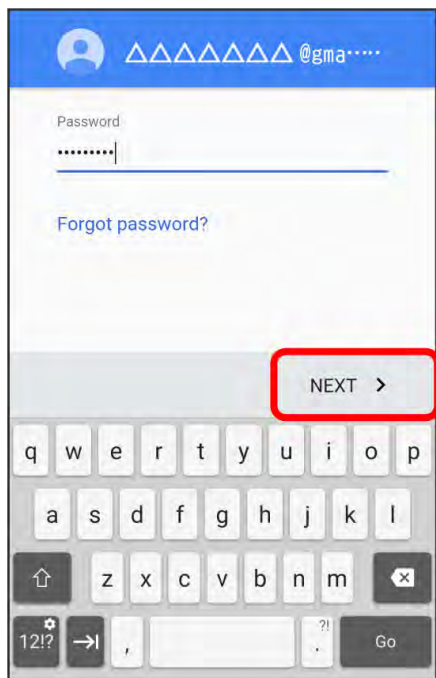 △△△△△△△ @gma·····
Password
·········
Forgot password?
NEXT >
q w e r t y u i o p
a s d f g h j k l
z x c v b n m
12!? , . ?! Go